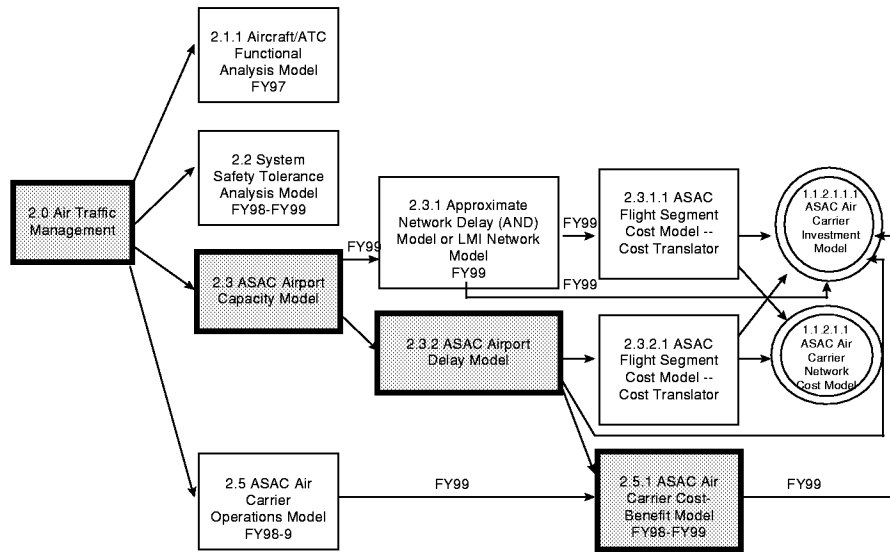 2.1.1 Aircraft/ATC
Functional
Analysis Model
FY97
2.2 System
Safety Tolerance
Analysis Model
FY98-FY99
2.0 Air Traffic
Management
2.3 ASAC Airport
Capacity Model
FY99
2.3.1 Approximate
Network Delay (AND)
Model or LMI Network
Model
FY99
FY99
FY99
2.3.1.1 ASAC
Flight Segment
Cost Model --
Cost Translator
1.1.2.1.1.1
ASAC Air
Carrier
Investment
Model
2.3.2 ASAC Airport
Delay Model
2.3.2.1 ASAC
Flight Segment
Cost Model --
Cost Translator
1.1.2.1.1
ASAC Air
Carrier
Network
Cost Model
2.5 ASAC Air
Carrier
Operations Model
FY98-9
FY99
2.5.1 ASAC Air
Carrier Cost-
Benefit Model
FY98-FY99
FY99